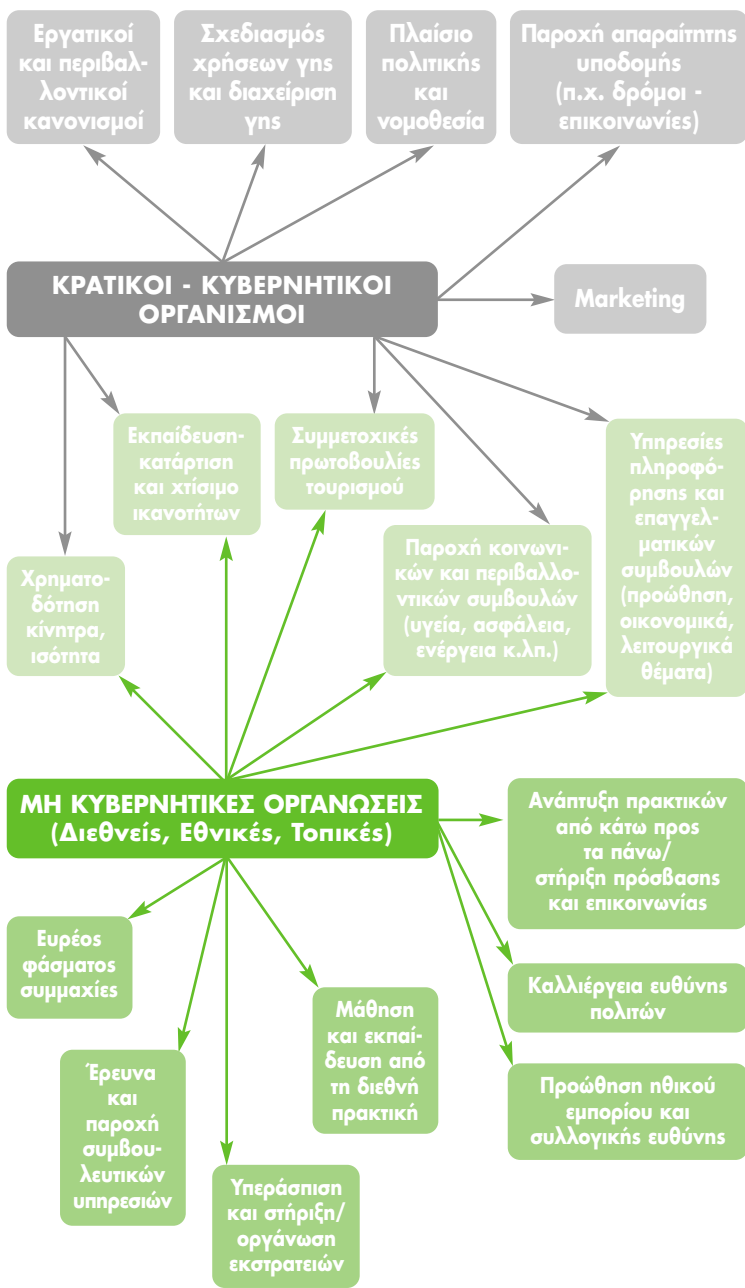 Εργατικοί
και περιβαλ-
λοντικοί
κανονισμοί
Σχεδιασμός
χρήσεων γης
και διαχείριση
γης
Πλαίσιο
πολιτικής
και
νομοθεσία
Παροχή απαραίτητης
υποδομής
(π.χ. δρόμοι -
επικοινωνίες)
ΚΡΑΤΙΚΟΙ - ΚΥΒΕΡΝΗΤΙΚΟΙ
ΟΡΓΑΝΙΣΜΟΙ
Marketing
Εκπαίδευση-
κατάρτιση
και χτίσιμο
ικανοτήτων
Συμμετοχικές
πρωτοβουλίες
τουρισμού
Υπηρεσίες
πληροφό-
ρησης και
επαγγελ-
ματικών
συμβουλών
(προώθηση,
οικονομικά,
λειτουργικά
θέματα)
Παροχή κοινωνι-
κών και περιβαλλο-
ντικών συμβουλών
(υγεία, ασφάλεια,
ενέργεια κ.λπ.)
Χρηματο-
δότηση
κίνητρα,
ισότητα
ΜΗ ΚΥΒΕΡΝΗΤΙΚΕΣ ΟΡΓΑΝΩΣΕΙΣ
(Διεθνείς, Εθνικές, Τοπικές)
Ανάπτυξη πρακτικών
από κάτω προς
τα πάνω/
στήριξη πρόσβασης
και επικοινωνίας
Ευρέος
φάσματος
συμμαχίες
Καλλιέργεια ευθύνης
πολιτών
Μάθηση
και εκπαί-
δευση από
τη διεθνή
πρακτική
Έρευνα
και
παροχή
συμβου-
λευτικών
υπηρεσιών
Προώθηση ηθικού
εμπορίου και
συλλογικής ευθύνης
Υπεράσπιση
και στήριξη/
οργάνωση
εκστρατειών